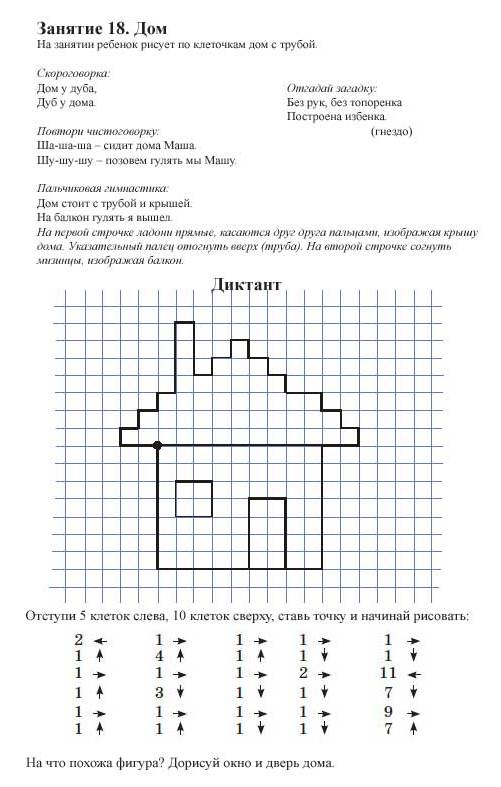 Занятие 18. Дом
На занятии ребенок рисует по клеточкам дом с трубой.
Скороговорка:
Дом у дуба,
Дуб у дома.
Отгадай загадку:
Без рук, без топоренка
Построена избенка.
(гнездо)
Повтори чистоговорку:
Ша-ша-ша – сидит дома Маша.
Шу-шу-шу – позовем гулять мы Машу.
Пальчиковая гимнастика:
Дом стоит с трубой и крышей.
На балкон гулять я вышел.
На первой строчке ладони прямые, касаются друг друга пальцами, изображая крышу
дома. Указательный палец отогнуть вверх (труба). На второй строчке согнуть
мизинцы, изображая балкон.
Диктант
Отступи 5 клеток слева, 10 клеток сверху, ставь точку и начинай рисовать:
2 ← 1 → 1 → 1 → 1 →
1 ↑ 4 ↑ 1 ↑ 1 ↓ 1 ↓
1 → 1 → 1 → 2 → 11 ←
1 ↑ 3 ↓ 1 ↓ 1 ↓ 7 ↓
1 → 1 → 1 → 1 → 9 →
1 ↑ 1 ↑ 1 ↓ 1 ↓ 7 ↑
На что похожа фигура? Дорисуй окно и дверь дома.